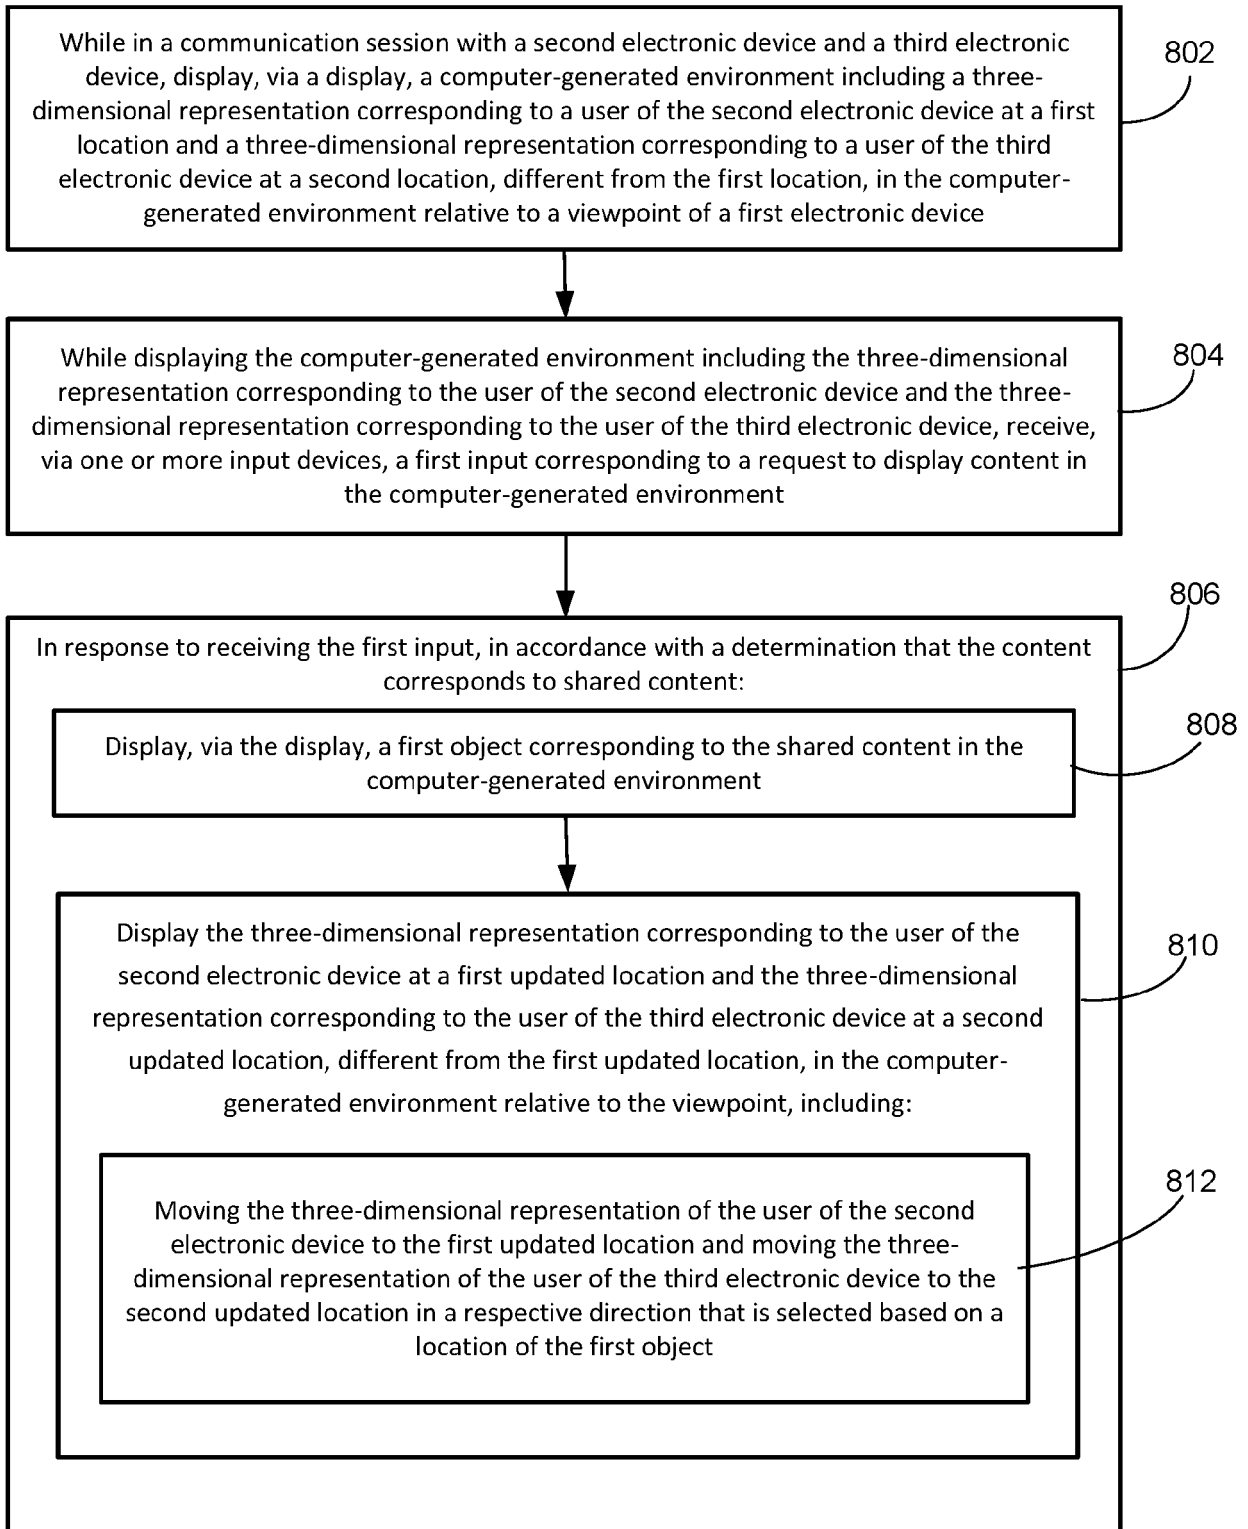 While in a communication session with a second electronic device and a third electronic
device, display, via a display, a computer-generated environment including a three-
dimensional representation corresponding to a user of the second electronic device at a first
location and a three-dimensional representation corresponding to a user of the third
electronic device at a second location, different from the first location, in the computer-
generated environment relative to a viewpoint of a first electronic device
802
While displaying the computer-generated environment including the three-dimensional
representation corresponding to the user of the second electronic device and the three-
dimensional representation corresponding to the user of the third electronic device, receive,
via one or more input devices, a first input corresponding to a request to display content in
the computer-generated environment
804
806
In response to receiving the first input, in accordance with a determination that the content
corresponds to shared content:
808
Display, via the display, a first object corresponding to the shared content in the
computer-generated environment
Display the three-dimensional representation corresponding to the user of the
second electronic device at a first updated location and the three-dimensional
representation corresponding to the user of the third electronic device at a second
updated location, different from the first updated location, in the computer-
generated environment relative to the viewpoint, including:
810
812
Moving the three-dimensional representation of the user of the second
electronic device to the first updated location and moving the three-
dimensional representation of the user of the third electronic device to the
second updated location in a respective direction that is selected based on a
location of the first object